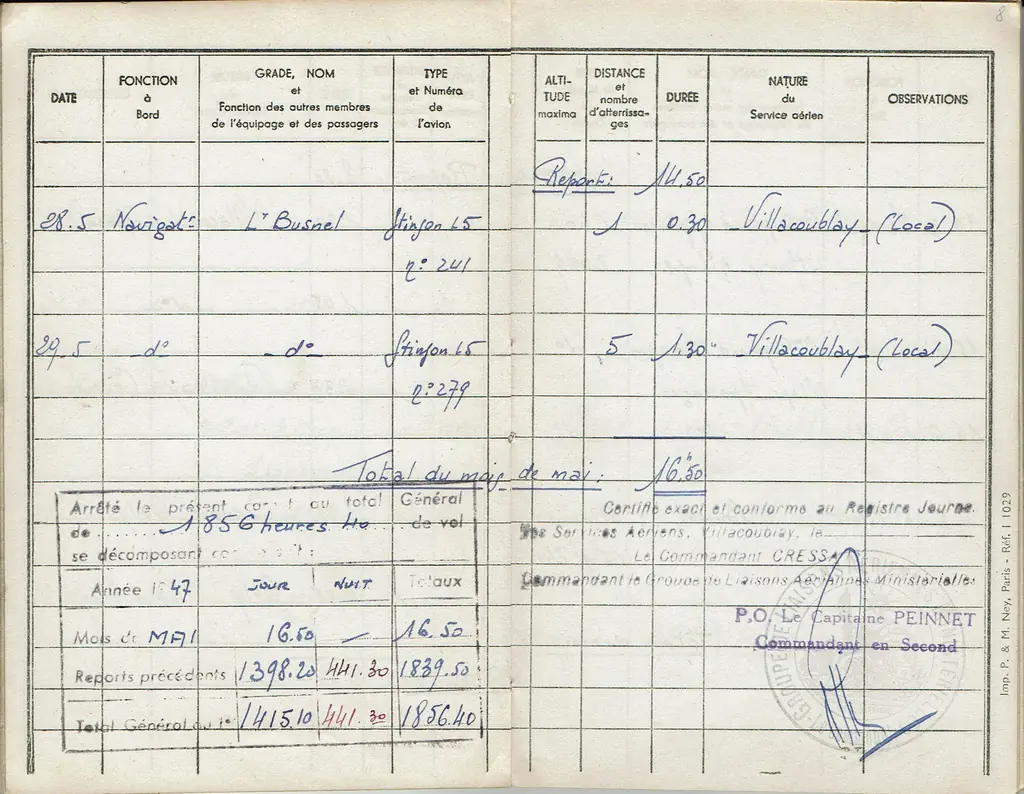 8
DATE
FONCTION
à
Bord
GRADE, NOM
et
Fonction des autres membres
de l'équipage et des passagers
TYPE
et Numéro
de
l'avion
ALTI-
TUDE
maxima
DISTANCE
et
nombre
d'atterrissa-
ges
DURÉE
NATURE
du
Service aérien
OBSERVATIONS
Report: 14.50
28.5 Navigatr Lt Busnel Stinson L5 1 0.30 Villacoublay (Local)
n° 241
29.5 d° d° Stinson L5 5 1.30 Villacoublay (Local)
n° 279
Total du mois de mai: 16h50
Arrêté le présent au total Général
de 1856 heures 40 de vol
se décomposant
Année 1947 JOUR NUIT Totaux
Mois de MAI 16.50 — 16.50
Reports précédents 1398.20 441.30 1839.50
Total Général au 1° 1415.10 441.30 1856.40
Certifié exact et conforme au Registre Journal
des Services Aériens, Villacoublay, le
Le Commandant CRESSA
Commandant le Groupe de Liaisons Aériennes Ministérielles
P.O. Le Capitaine PEINNET
Commandant en Second
Imp. P. & M. Ney, Paris - Réf. I 1029